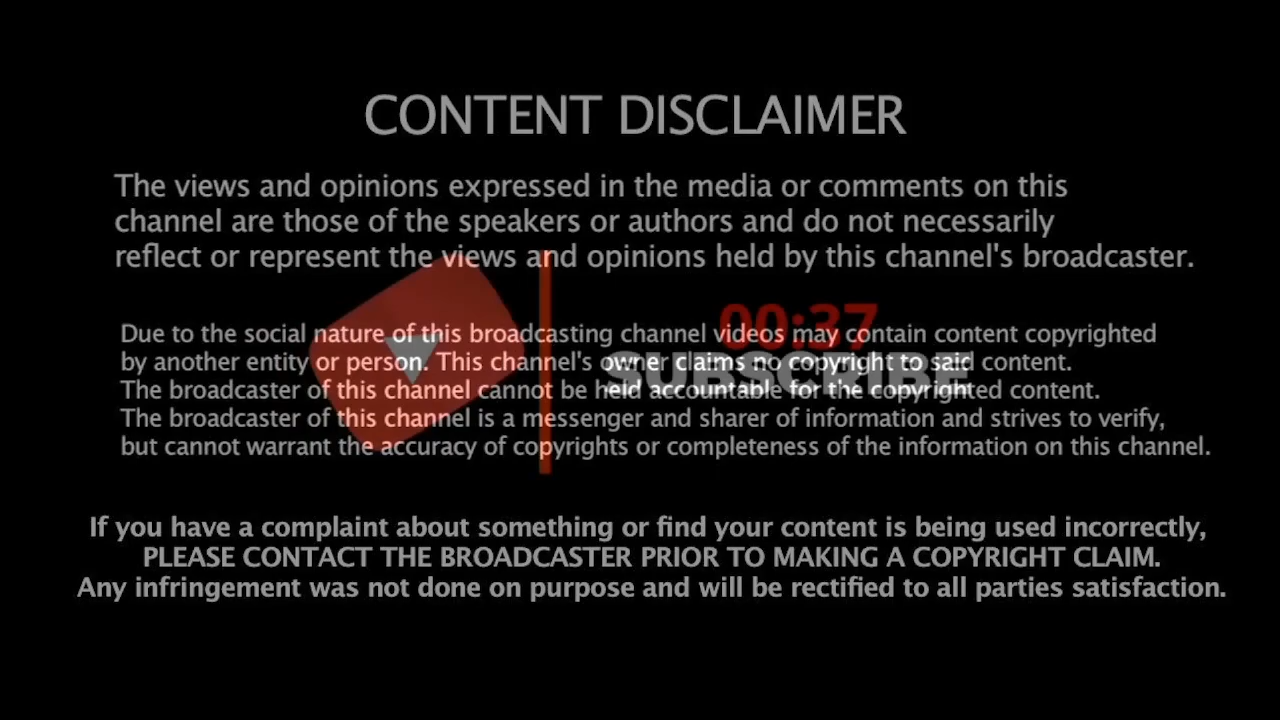 CONTENT DISCLAIMER
The views and opinions expressed in the media or comments on this
channel are those of the speakers or authors and do not necessarily
reflect or represent the views and opinions held by this channel's broadcaster.
00:37
Due to the social nature of this broadcasting channel videos may contain content copyrighted
by another entity or person. This channel's owner claims no copyright to said content.
SUBSCRIBE
The broadcaster of this channel cannot be held accountable for the copyrighted content.
The broadcaster of this channel is a messenger and sharer of information and strives to verify,
but cannot warrant the accuracy of copyrights or completeness of the information on this channel.
If you have a complaint about something or find your content is being used incorrectly,
PLEASE CONTACT THE BROADCASTER PRIOR TO MAKING A COPYRIGHT CLAIM.
Any infringement was not done on purpose and will be rectified to all parties satisfaction.